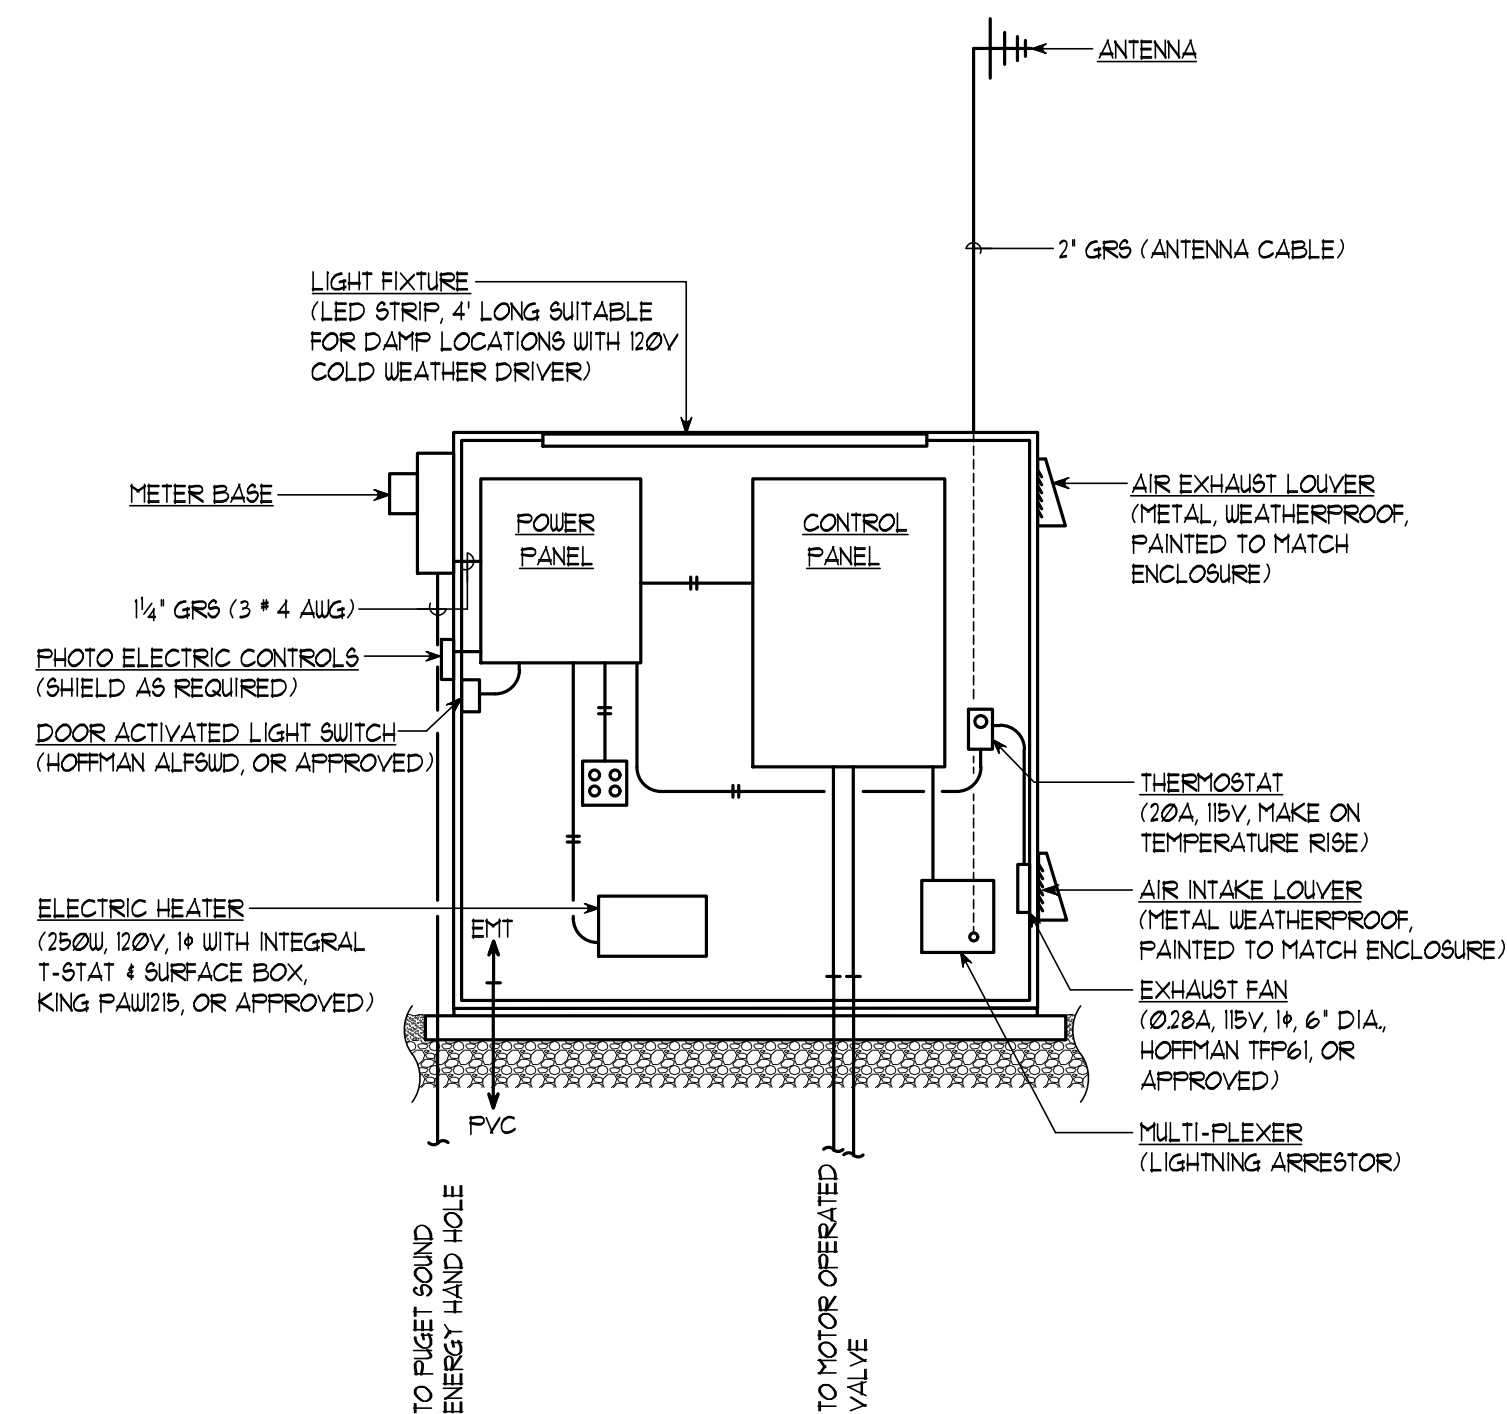 ANTENNA
2" GRS (ANTENNA CABLE)
LIGHT FIXTURE
(LED STRIP, 4' LONG SUITABLE
FOR DAMP LOCATIONS WITH 120V
COLD WEATHER DRIVER)
METER BASE
POWER
PANEL
CONTROL
PANEL
AIR EXHAUST LOUVER
(METAL, WEATHERPROOF,
PAINTED TO MATCH
ENCLOSURE)
1¼" GRS (3 # 4 AWG)
PHOTO ELECTRIC CONTROLS
(SHIELD AS REQUIRED)
DOOR ACTIVATED LIGHT SWITCH
(HOFFMAN ALFSWD, OR APPROVED)
THERMOSTAT
(20A, 115V, MAKE ON
TEMPERATURE RISE)
AIR INTAKE LOUVER
(METAL WEATHERPROOF,
PAINTED TO MATCH ENCLOSURE)
ELECTRIC HEATER
(250W, 120V, 1ϕ WITH INTEGRAL
T-STAT & SURFACE BOX,
KING PAW1215, OR APPROVED)
EMT
PVC
EXHAUST FAN
(0.28A, 115V, 1ϕ, 6" DIA.,
HOFFMAN TFP61, OR
APPROVED)
MULTI-PLEXER
(LIGHTNING ARRESTOR)
TO PUGET SOUND
ENERGY HAND HOLE
TO MOTOR OPERATED
VALVE